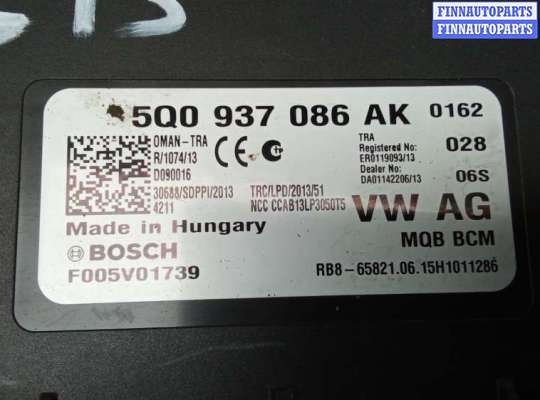 FINNAUTOPARTS
FINNAUTOPARTS
5Q0 937 086 AK 0162
OMAN-TRA
R/1074/13
D090016
CE
TRA
Registered No:
ER0119093/13
Dealer No:
DA01142206/13
028
06S
30688/SDPPI/2013
4211
TRC/LPD/2013/51
NCC CCAB13LP3050T5
VW AG
Made in Hungary
BOSCH
MQB BCM
F005V01739
RB8-65821.06.15H1011286